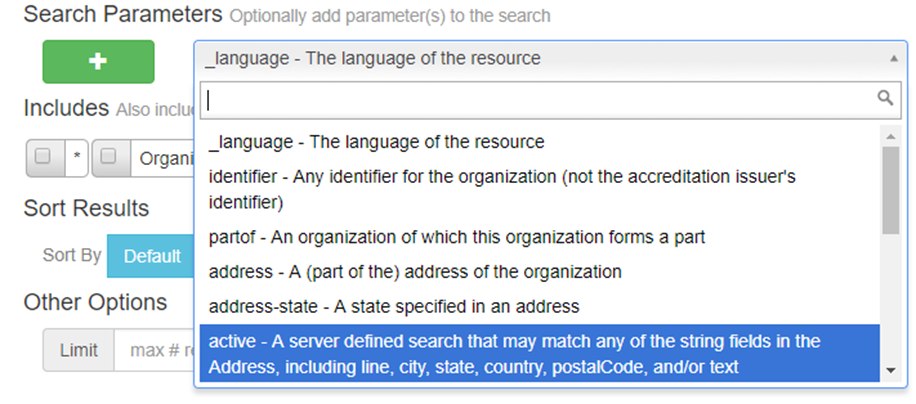 Search Parameters Optionally add parameter(s) to the search
+
_language - The language of the resource
_language - The language of the resource
identifier - Any identifier for the organization (not the accreditation issuer's
identifier)
partof - An organization of which this organization forms a part
address - A (part of the) address of the organization
address-state - A state specified in an address
active - A server defined search that may match any of the string fields in the
Address, including line, city, state, country, postalCode, and/or text
Includes Also inclu
* Organi
Sort Results
Sort By Default
Other Options
Limit max # re